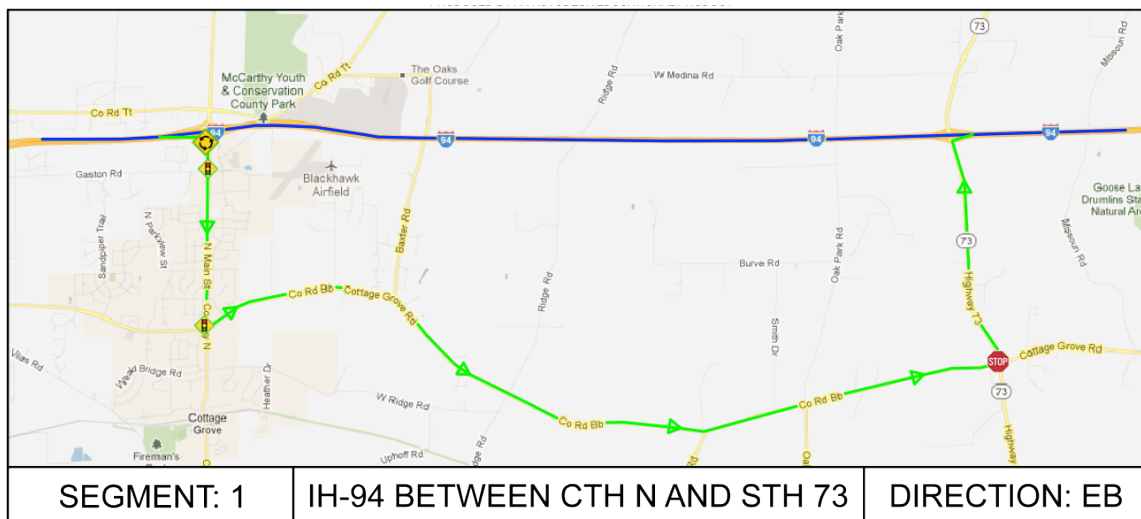 73
Oak Park Rd
Missouri Rd
The Oaks
Golf Course
McCarthy Youth
& Conservation
County Park
Co Rd Tt
W Medina Rd
Ridge Rd
Co Rd Tt
94
94
94
94
Gaston Rd
Blackhawk
Airfield
Goose La
Drumlins Sta
Natural Are
Sandpiper Trail
N Parkview St
N Main St
Baxter Rd
Ridge Rd
Burve Rd
Oak Park Rd
73
Missouri Rd
Highway 73
Co Rd Bb
Cottage Grove Rd
Smith Dr
Cottage Grove Rd
STOP
Vilas Rd
Bridge Rd
Heather Dr
W Ridge Rd
Co Rd Bb
Co Rd Bb
73
Highway
Cottage
Grove
Uphoff Rd
Fireman's
SEGMENT: 1
IH-94 BETWEEN CTH N AND STH 73
DIRECTION: EB